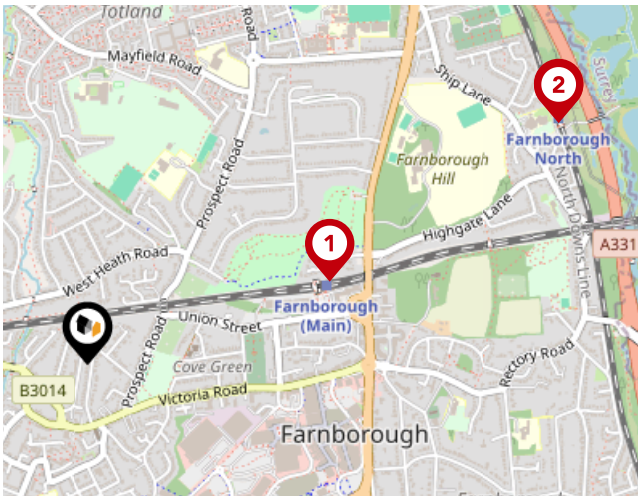 Totland
Mayfield Road
Road
Ship Lane
2
Surrey
Farnborough
North
Farnborough
Hill
Prospect Road
North Downs Line
Highgate Lane
A331
1
West Heath Road
Farnborough
(Main)
Union Street
Prospect Road
Cove Green
Rectory Road
B3014
Victoria Road
Farnborough